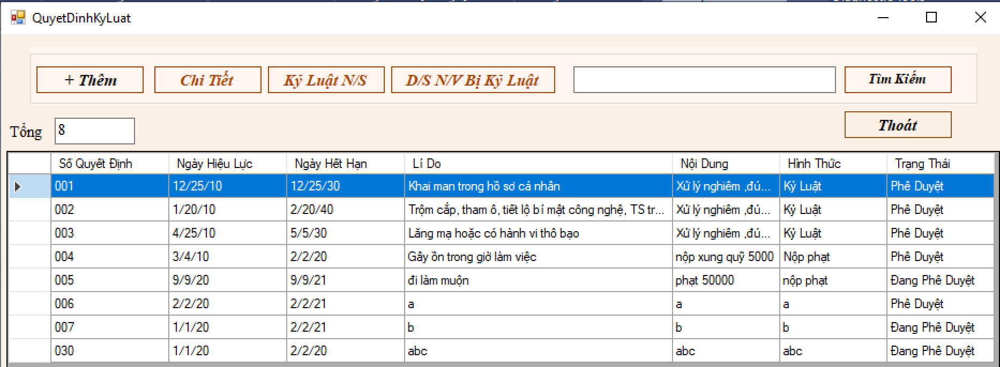 QuyetDinhKyLuat
+ Thêm Chi Tiết Kỷ Luật N/S D/S N/V Bị Kỷ Luật Tìm Kiếm
Tổng 8 Thoát
Số Quyết Định Ngày Hiệu Lực Ngày Hết Hạn Lí Do Nội Dung Hình Thức Trạng Thái
001 12/25/10 12/25/30 Khai man trong hồ sơ cá nhân Xử lý nghiêm ,đú... Kỷ Luật Phê Duyệt
002 1/20/10 2/20/40 Trộm cắp, tham ô, tiết lộ bí mật công nghệ, TS tr... Xử lý nghiêm ,đú... Kỷ Luật Phê Duyệt
003 4/25/10 5/5/30 Lăng mạ hoặc có hành vi thô bạo Xử lý nghiêm ,đú... Kỷ Luật Phê Duyệt
004 3/4/10 2/2/20 Gây ồn trong giờ làm việc nộp xung quỹ 5000 Nộp phạt Phê Duyệt
005 9/9/20 9/9/21 đi làm muộn phạt 50000 nộp phạt Đang Phê Duyệt
006 2/2/20 2/2/21 a a a Phê Duyệt
007 1/1/20 2/2/21 b b b Đang Phê Duyệt
030 1/1/20 2/2/20 abc abc abc Đang Phê Duyệt